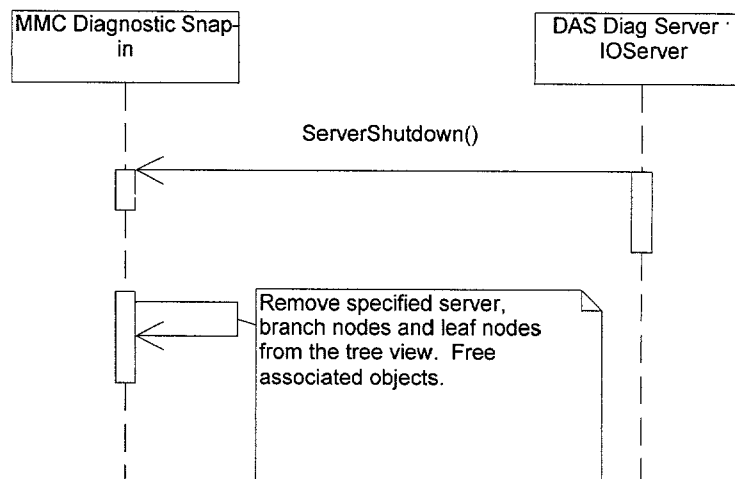 MMC Diagnostic Snap-
in
DAS Diag Server :
IOServer
ServerShutdown()
Remove specified server,
branch nodes and leaf nodes
from the tree view. Free
associated objects.